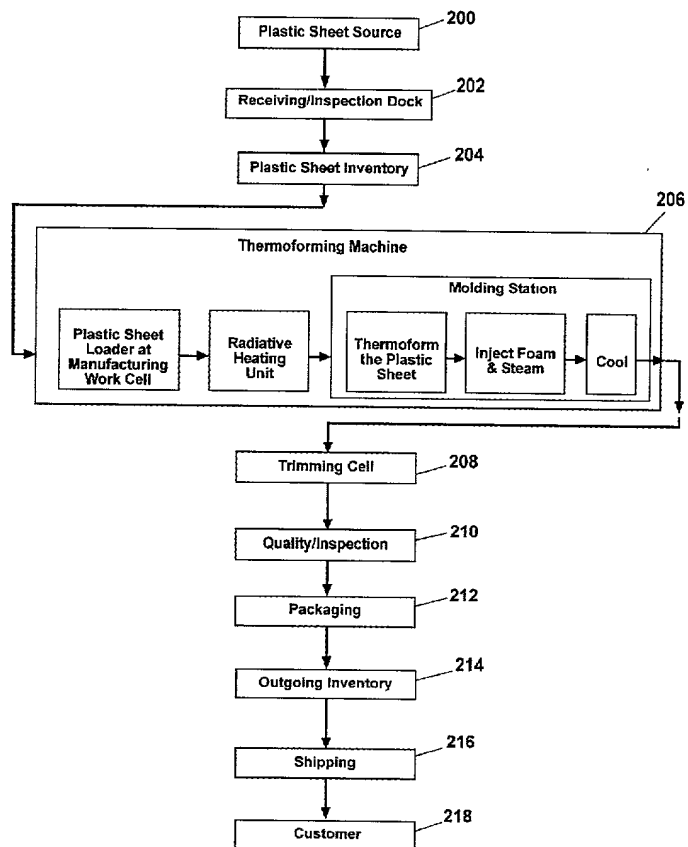 Plastic Sheet Source
200
Receiving/Inspection Dock
202
Plastic Sheet Inventory
204
206
Thermoforming Machine
Molding Station
Plastic Sheet
Loader at
Manufacturing
Work Cell
Radiative
Heating
Unit
Thermoform
the Plastic
Sheet
Inject Foam
& Steam
Cool
Trimming Cell
208
Quality/Inspection
210
Packaging
212
Outgoing Inventory
214
Shipping
216
Customer
218